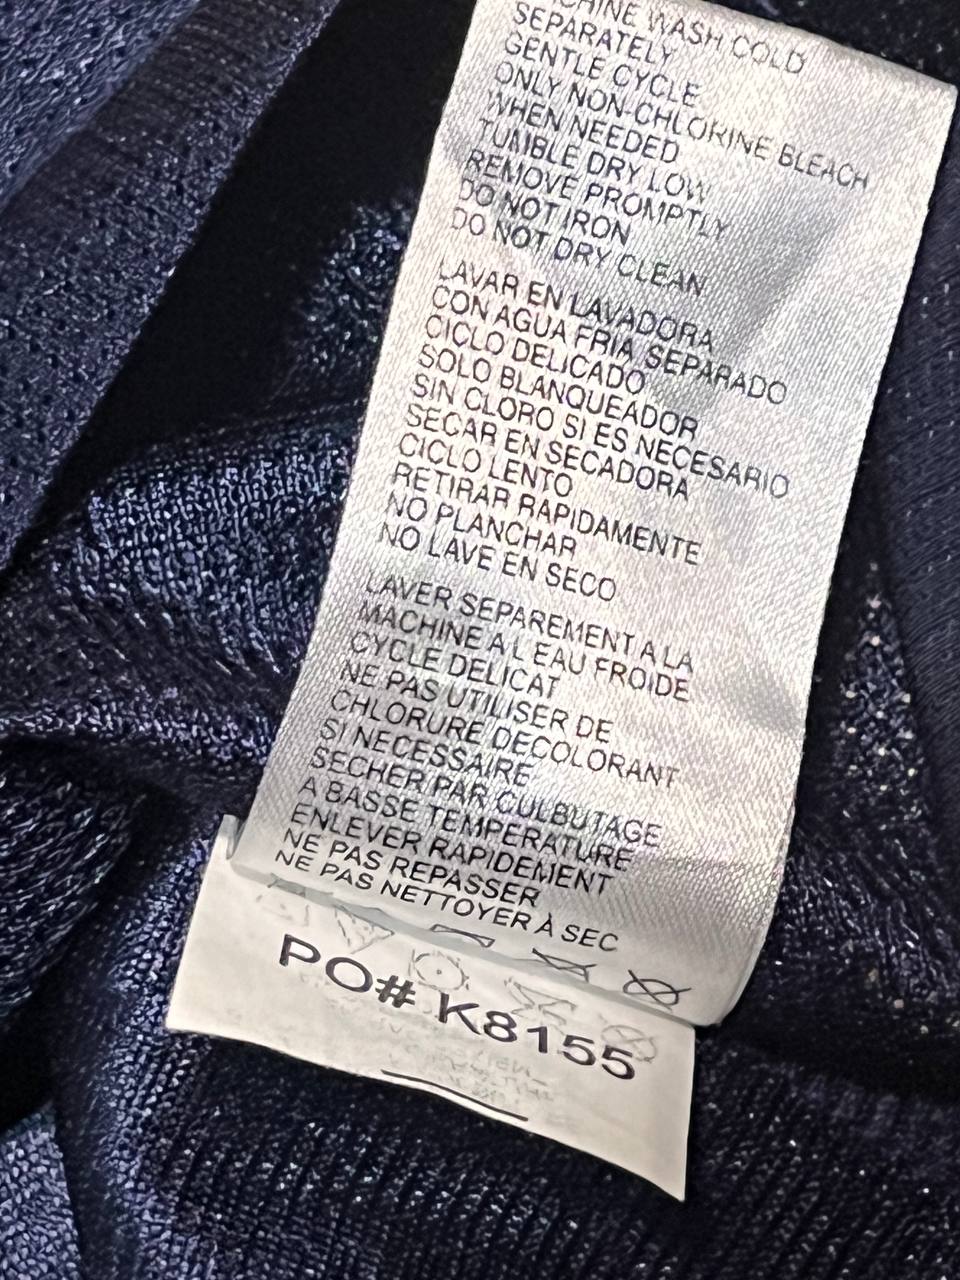 WASH COLD
SEPARATELY
GENTLE CYCLE
ONLY NON-CHLORINE BLEACH
WHEN NEEDED
TUMBLE DRY LOW
REMOVE PROMPTLY
DO NOT IRON
DO NOT DRY CLEAN
LAVAR EN LAVADORA
CON AGUA FRIA SEPARADO
CICLO DELICADO
SOLO BLANQUEADOR
SIN CLORO SI ES NECESARIO
SECAR EN SECADORA
CICLO LENTO
RETIRAR RAPIDAMENTE
NO PLANCHAR
NO LAVE EN SECO
LAVER SEPAREMENT A LA
MACHINE A L EAU FROIDE
CYCLE DELICAT
NE PAS UTILISER DE
CHLORURE DECOLORANT
SI NECESSAIRE
SECHER PAR CULBUTAGE
A BASSE TEMPERATURE
ENLEVER RAPIDEMENT
NE PAS REPASSER
NE PAS NETTOYER À SEC
PO# K8155